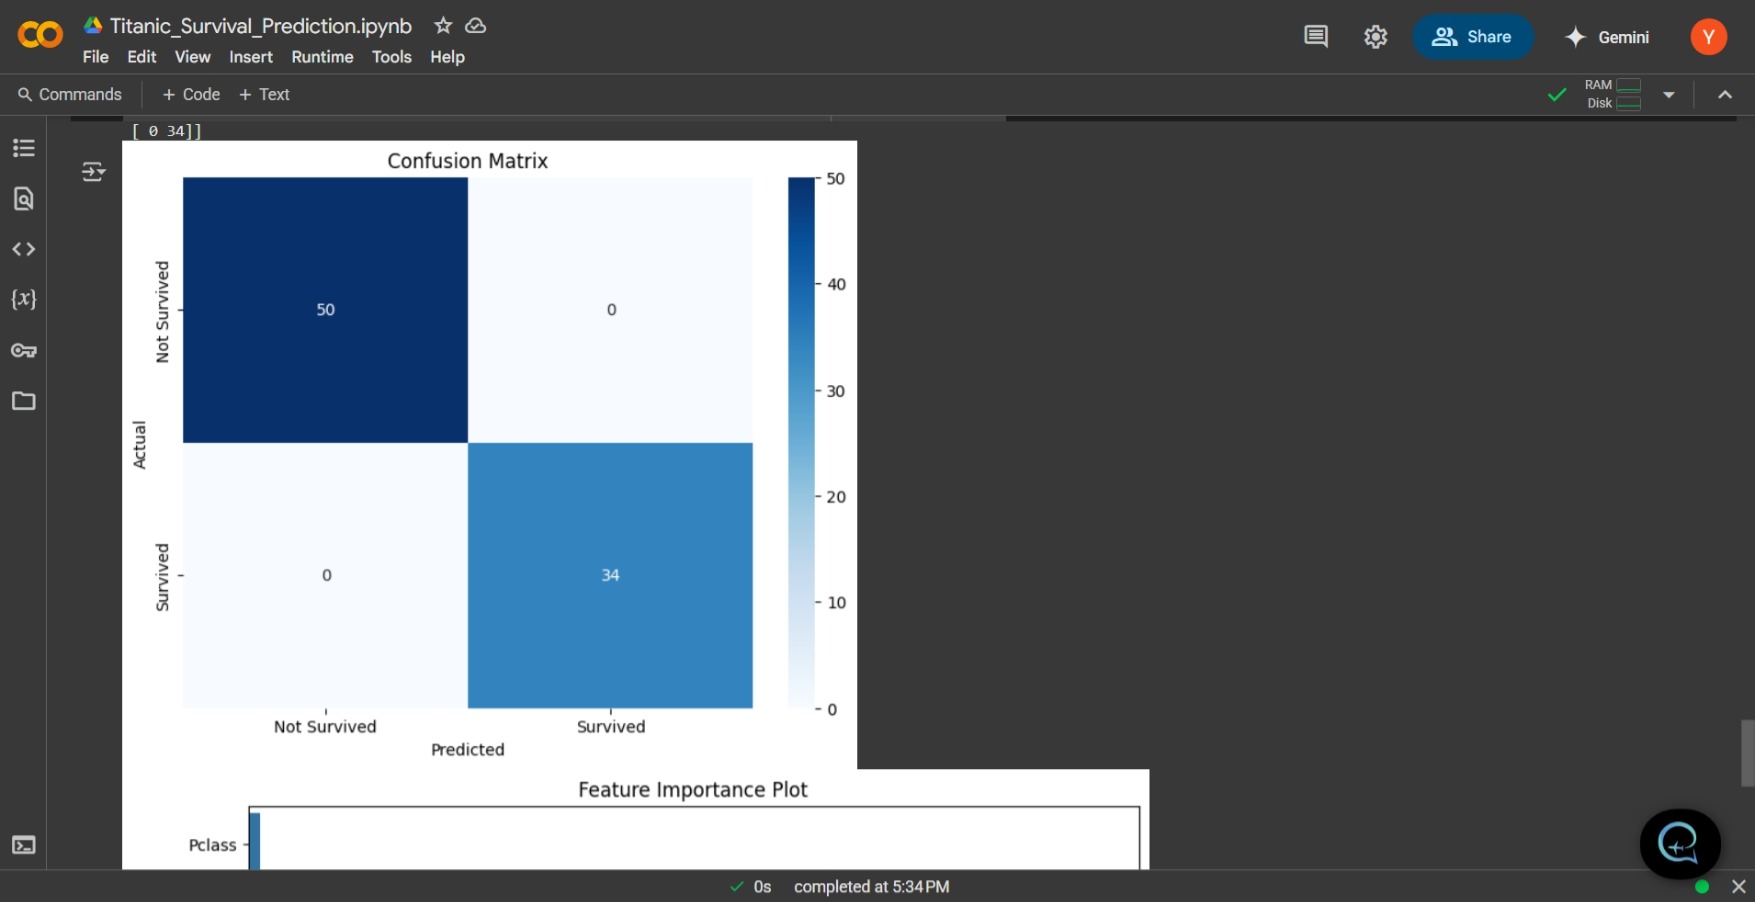 Titanic_Survival_Prediction.ipynb
File Edit View Insert Runtime Tools Help
Share
Gemini
Y
Commands + Code + Text
RAM
Disk
[ 0 34]]
Confusion Matrix
Actual
Not Survived
Survived
50 0
0 34
Not Survived Survived
Predicted
50
40
30
20
10
0
Feature Importance Plot
Pclass
0s completed at 5:34 PM